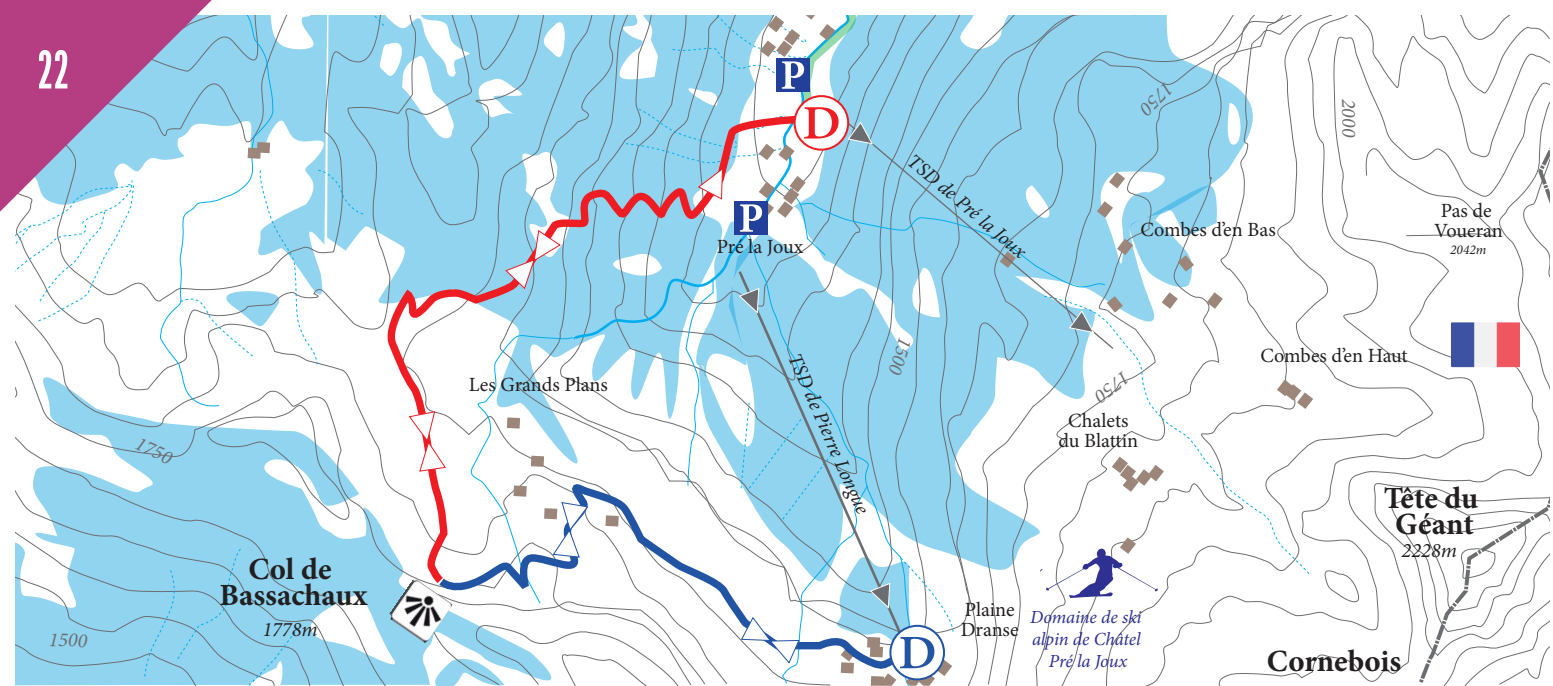 22
P
D
1750
2000
TSD de Pré la Joux
Combes d'en Bas
Pas de
Voueran
2042m
P
Pré la Joux
1500
TSD de Pierre Longue
Combes d'en Haut
1750
Les Grands Plans
Chalets
du Blattin
1750
Tête du
Géant
2228m
Col de
Bassachaux
1778m
1500
Plaine
Dranse
D
Domaine de ski
alpin de Châtel
Pré la Joux
Cornebois